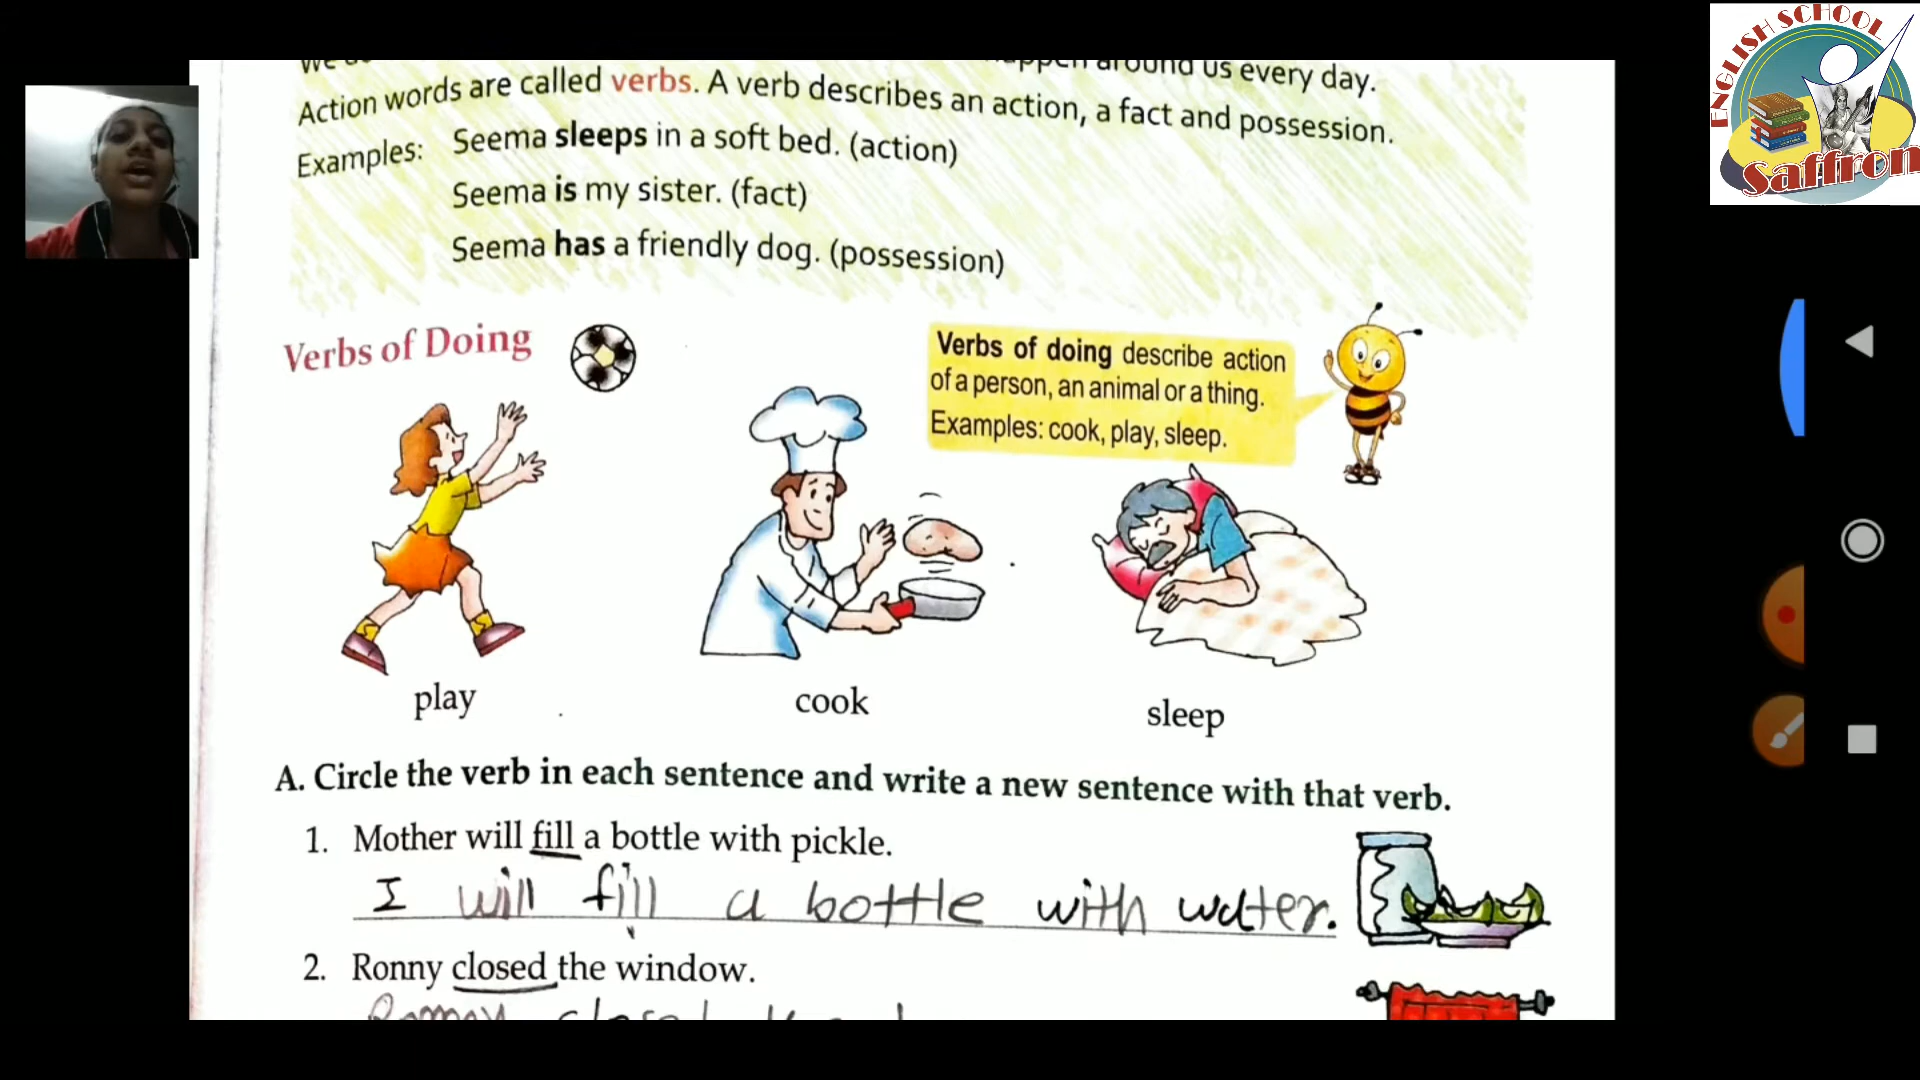 around us every day.
Action words are called verbs. A verb describes an action, a fact and possession.
Examples: Seema sleeps in a soft bed. (action)
Seema is my sister. (fact)
Seema has a friendly dog. (possession)
Verbs of Doing
Verbs of doing describe action
of a person, an animal or a thing.
Examples: cook, play, sleep.
play
cook
sleep
A. Circle the verb in each sentence and write a new sentence with that verb.
1. Mother will fill a bottle with pickle.
I will fill a bottle with water.
2. Ronny closed the window.
ENGLISH SCHOOL
Saffron